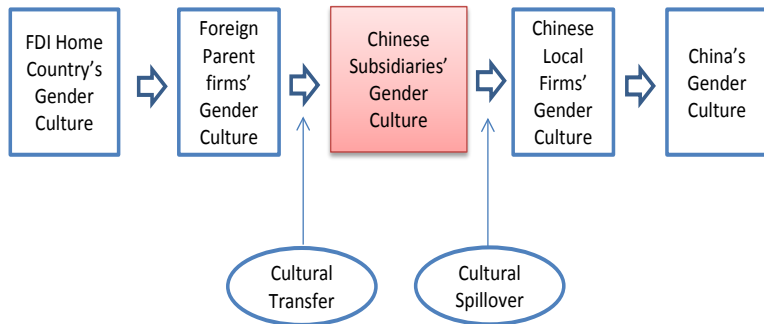 FDI Home
Country's
Gender
Culture
Foreign
Parent
firms'
Gender
Culture
Chinese
Subsidiaries'
Gender
Culture
Chinese
Local
Firms'
Gender
Culture
China's
Gender
Culture
Cultural
Transfer
Cultural
Spillover